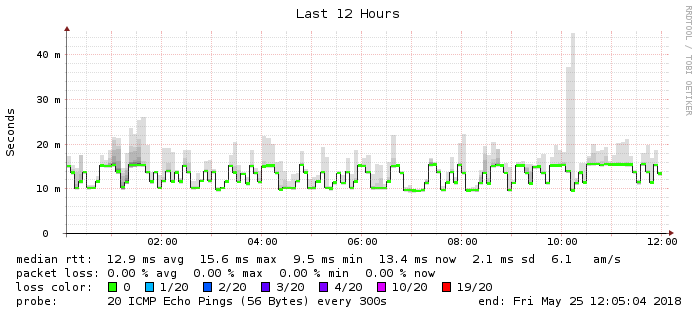 Last 12 Hours
RRDTOOL / TOBI OETIKER
Seconds
40 m
30 m
20 m
10 m
0
02:00 04:00 06:00 08:00 10:00 12:00
median rtt: 12.9 ms avg 15.6 ms max 9.5 ms min 13.4 ms now 2.1 ms sd 6.1 am/s
packet loss: 0.00 % avg 0.00 % max 0.00 % min 0.00 % now
loss color: 0 1/20 2/20 3/20 4/20 10/20 19/20
probe: 20 ICMP Echo Pings (56 Bytes) every 300s end: Fri May 25 12:05:04 2018